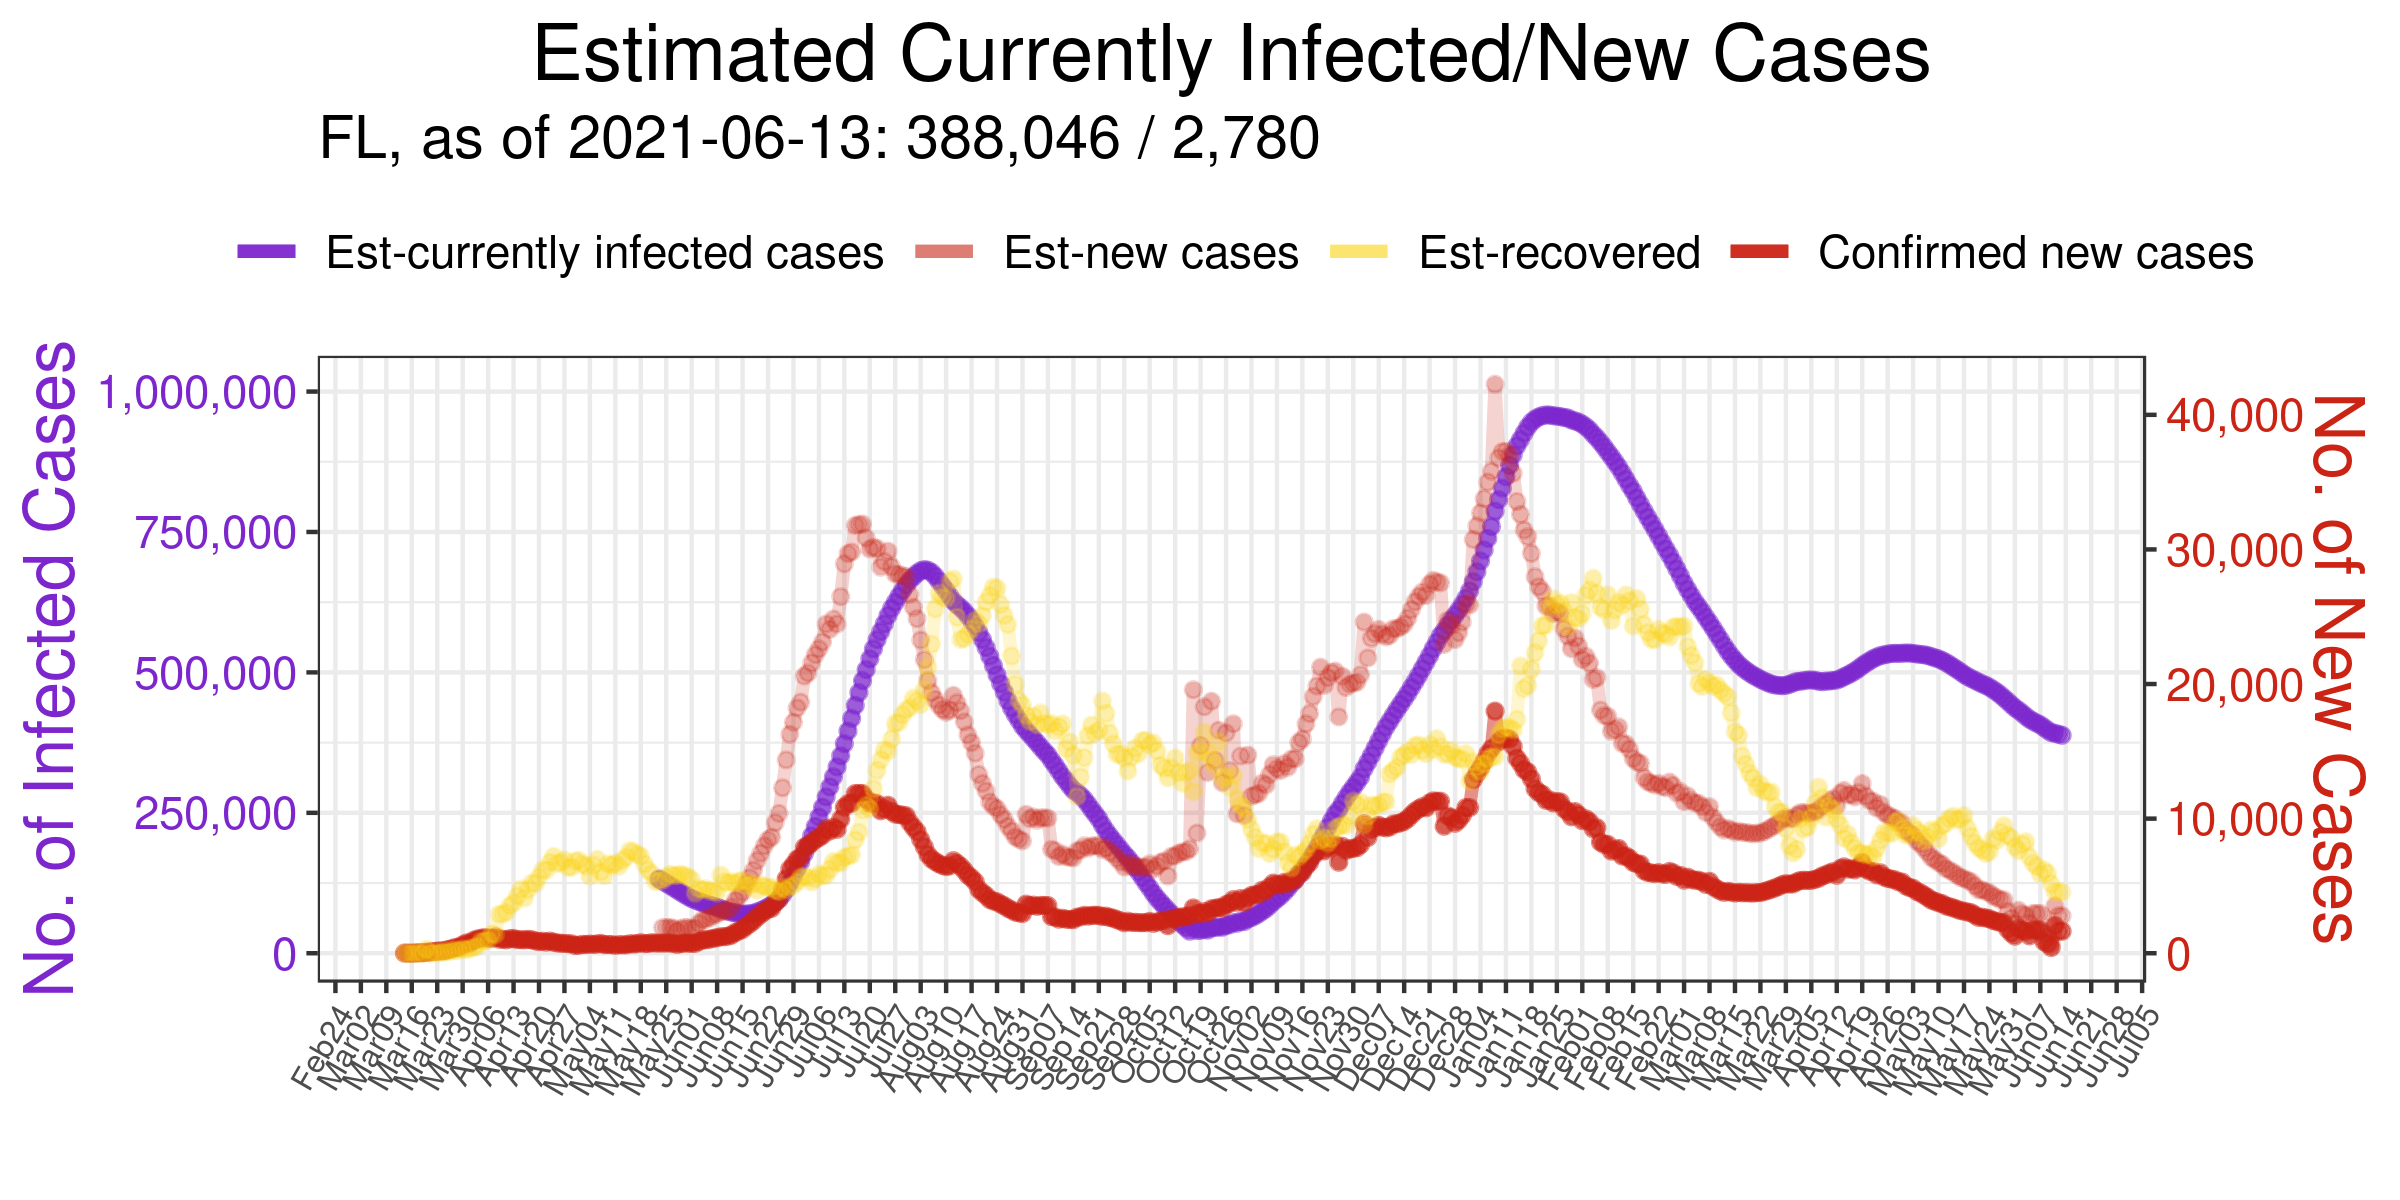 Estimated Currently Infected/New Cases
FL, as of 2021-06-13: 388,046 / 2,780
Est-currently infected cases
Est-new cases
Est-recovered
Confirmed new cases
No. of Infected Cases
1,000,000
750,000
500,000
250,000
0
40,000
30,000
20,000
10,000
0
No. of New Cases
Feb24
Mar02
Mar09
Mar16
Mar23
Mar30
Apr06
Apr13
Apr20
Apr27
May04
May11
May18
May25
Jun01
Jun08
Jun15
Jun22
Jun29
Jul06
Jul13
Jul20
Jul27
Aug03
Aug10
Aug17
Aug24
Aug31
Sep07
Sep14
Sep21
Sep28
Oct05
Oct12
Oct19
Oct26
Nov02
Nov09
Nov16
Nov23
Nov30
Dec07
Dec14
Dec21
Dec28
Dec04
Jan11
Jan18
Jan25
Feb01
Feb08
Feb15
Feb22
Mar01
Mar08
Mar15
Mar22
Mar29
Apr05
Apr12
Apr19
Apr26
May03
May10
May17
May24
May31
May07
Jun14
Jun21
Jun28
Jul05